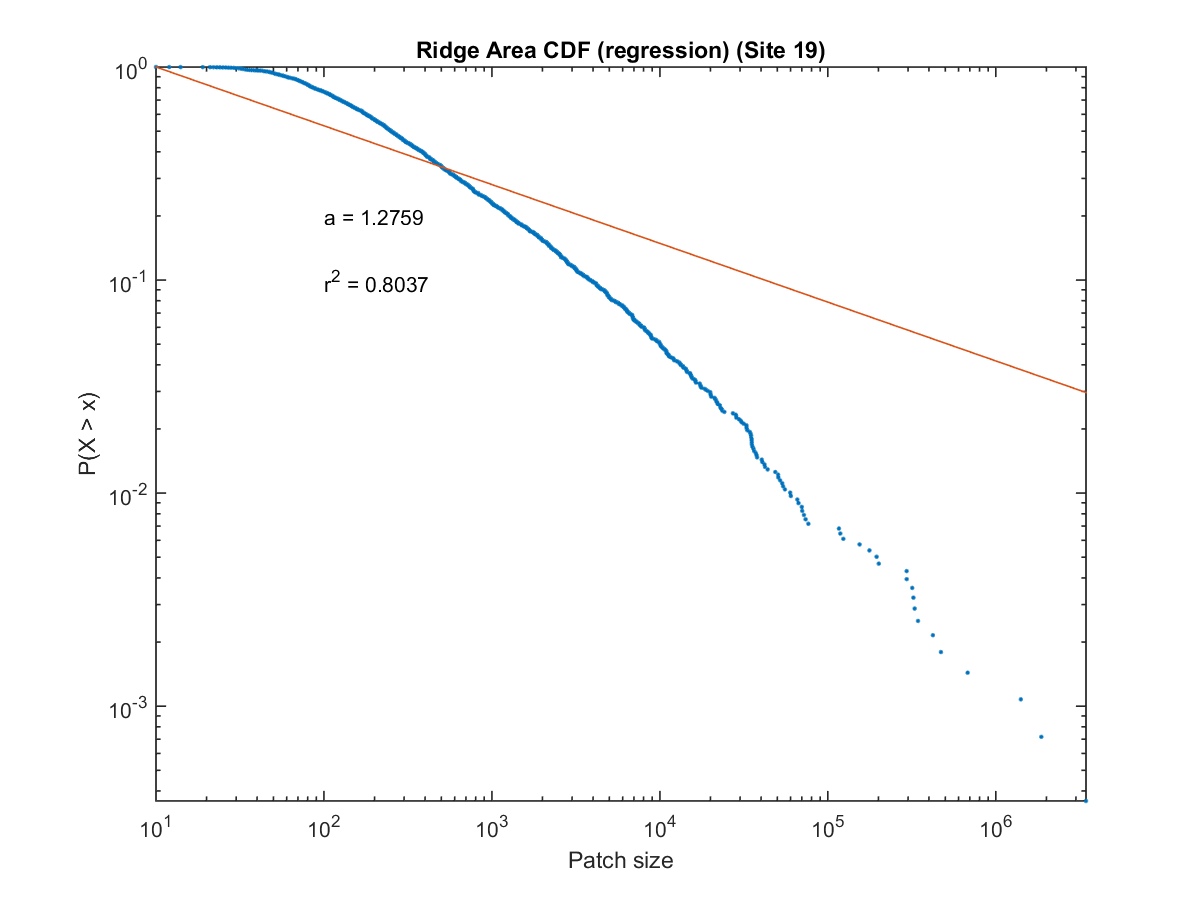 Ridge Area CDF (regression) (Site 19)
10^0
10^-1
10^-2
10^-3
P(X > x)
a = 1.2759
r^2 = 0.8037
10^1 10^2 10^3 10^4 10^5 10^6
Patch size